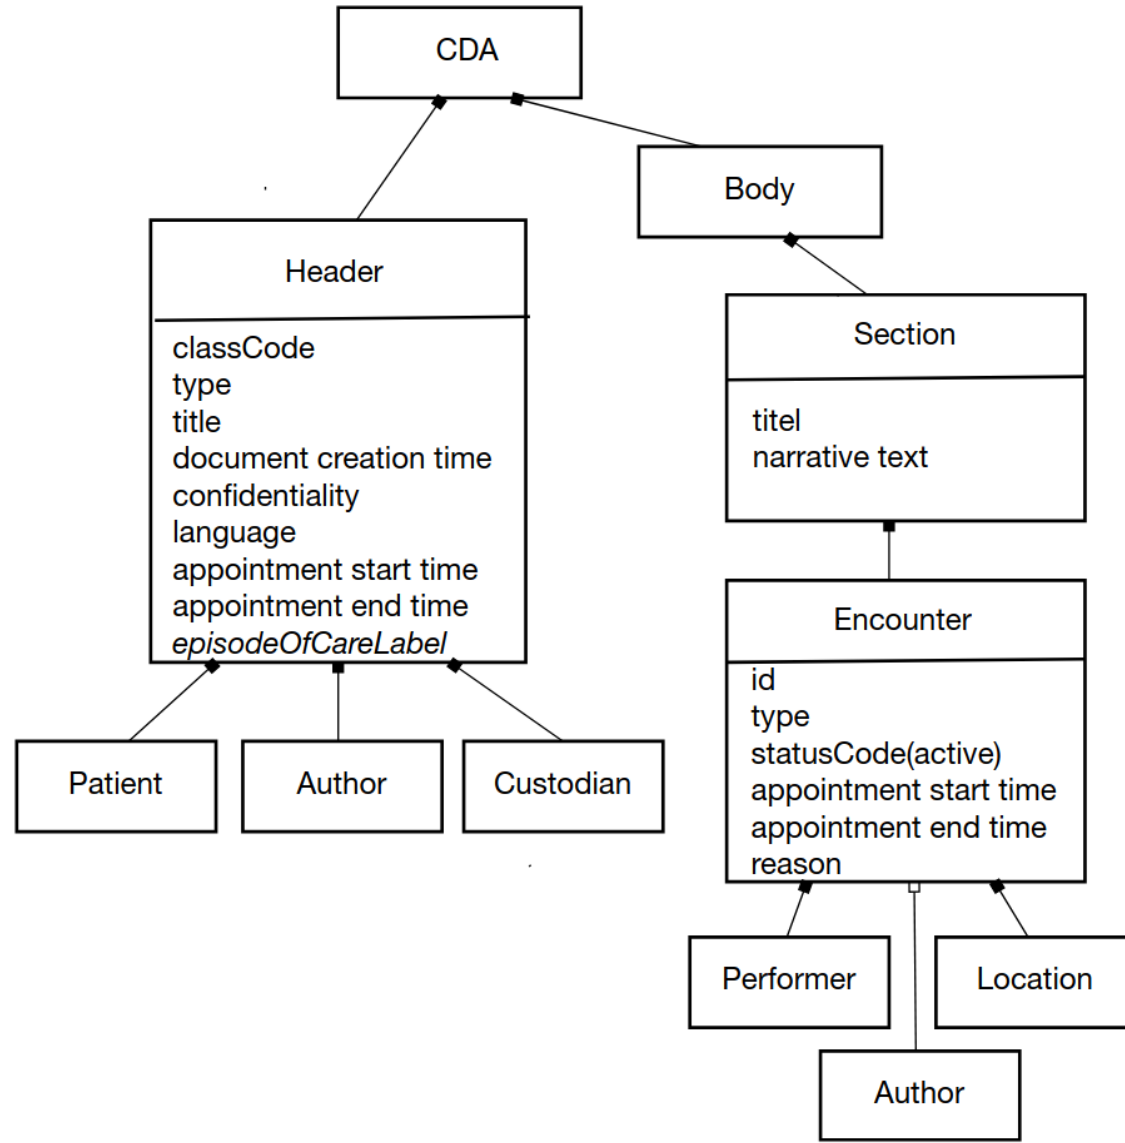 CDA
Body
Header
classCode
type
title
document creation time
confidentiality
language
appointment start time
appointment end time
episodeOfCareLabel
Section
titel
narrative text
Encounter
id
type
statusCode(active)
appointment start time
appointment end time
reason
Patient
Author
Custodian
Performer
Location
Author